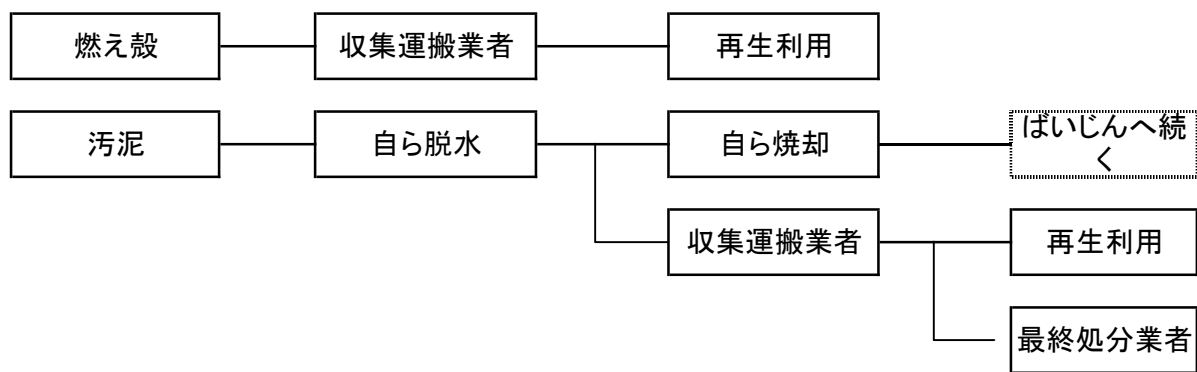 燃え殻
収集運搬業者
再生利用
汚泥
自ら脱水
自ら焼却
ばいじんへ続
く
収集運搬業者
再生利用
最終処分業者